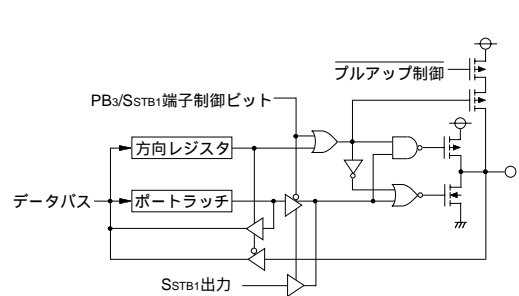 プルアップ制御
PB3/SSTB1端子制御ビット
方向レジスタ
データバス
ポートラッチ
SSTB1出力